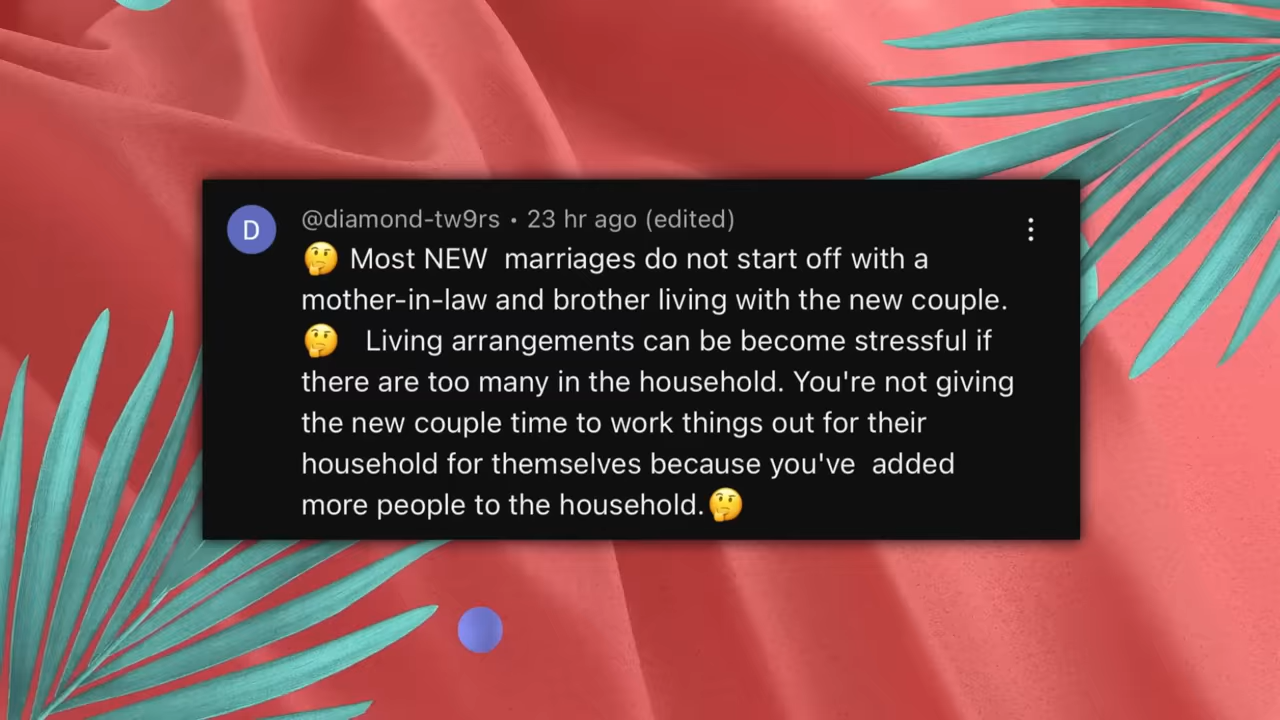 D
@diamond-tw9rs • 23 hr ago (edited)
🤔 Most NEW  marriages do not start off with a
mother-in-law and brother living with the new couple.
🤔   Living arrangements can be become stressful if
there are too many in the household. You're not giving
the new couple time to work things out for their
household for themselves because you've  added
more people to the household.🤔